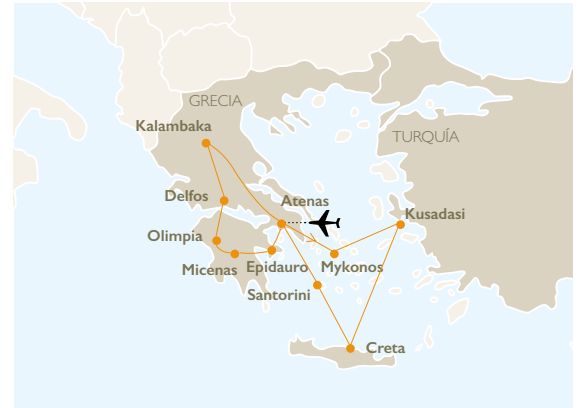 GRECIA
Kalambaka
TURQUÍA
Delfos
Atenas
Kusadasi
Olimpia
Micenas
Epidauro
Mykonos
Santorini
Creta